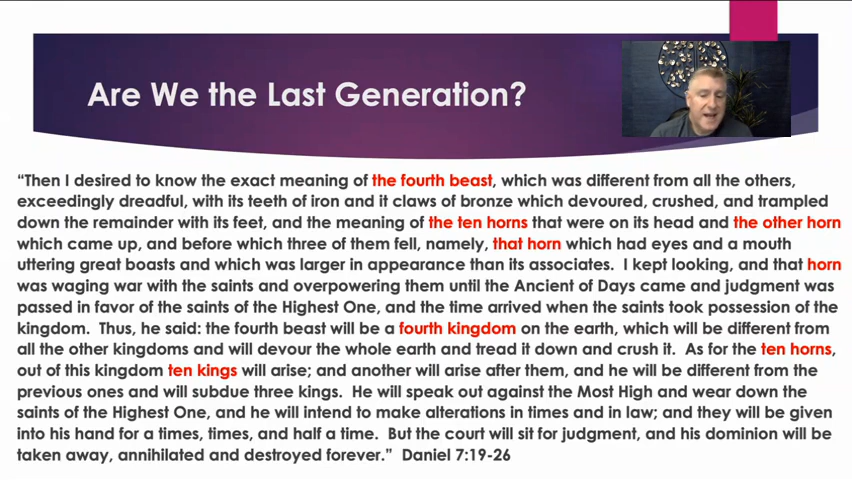 Are We the Last Generation?
“Then I desired to know the exact meaning of the fourth beast, which was different from all the others,
exceedingly dreadful, with its teeth of iron and it claws of bronze which devoured, crushed, and trampled
down the remainder with its feet, and the meaning of the ten horns that were on its head and the other horn
which came up, and before which three of them fell, namely, that horn which had eyes and a mouth
uttering great boasts and which was larger in appearance than its associates.  I kept looking, and that horn
was waging war with the saints and overpowering them until the Ancient of Days came and judgment was
passed in favor of the saints of the Highest One, and the time arrived when the saints took possession of the
kingdom.  Thus, he said: the fourth beast will be a fourth kingdom on the earth, which will be different from
all the other kingdoms and will devour the whole earth and tread it down and crush it.  As for the ten horns,
out of this kingdom ten kings will arise; and another will arise after them, and he will be different from the
previous ones and will subdue three kings.  He will speak out against the Most High and wear down the
saints of the Highest One, and he will intend to make alterations in times and in law; and they will be given
into his hand for a times, times, and half a time.  But the court will sit for judgment, and his dominion will be
taken away, annihilated and destroyed forever.”  Daniel 7:19-26